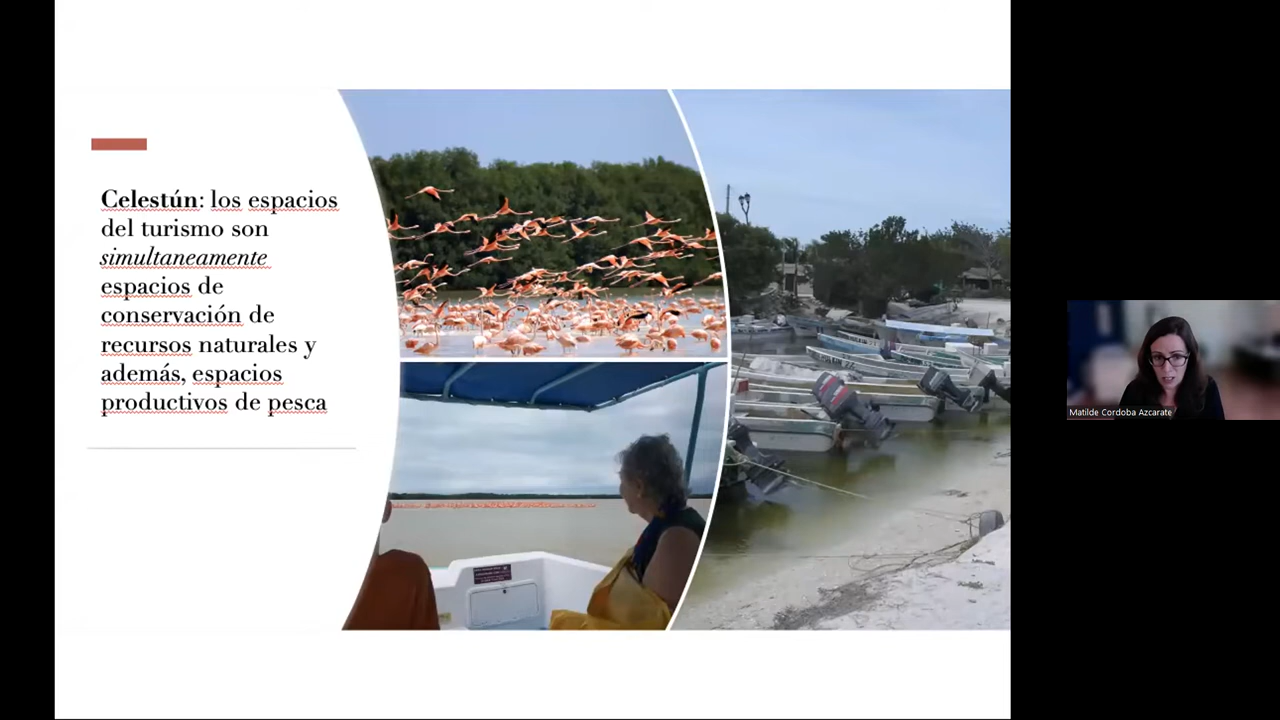 Celestún: los espacios
del turismo son
simultaneamente
espacios de
conservación de
recursos naturales y
además, espacios
productivos de pesca
Matilde Cordoba Azcarate